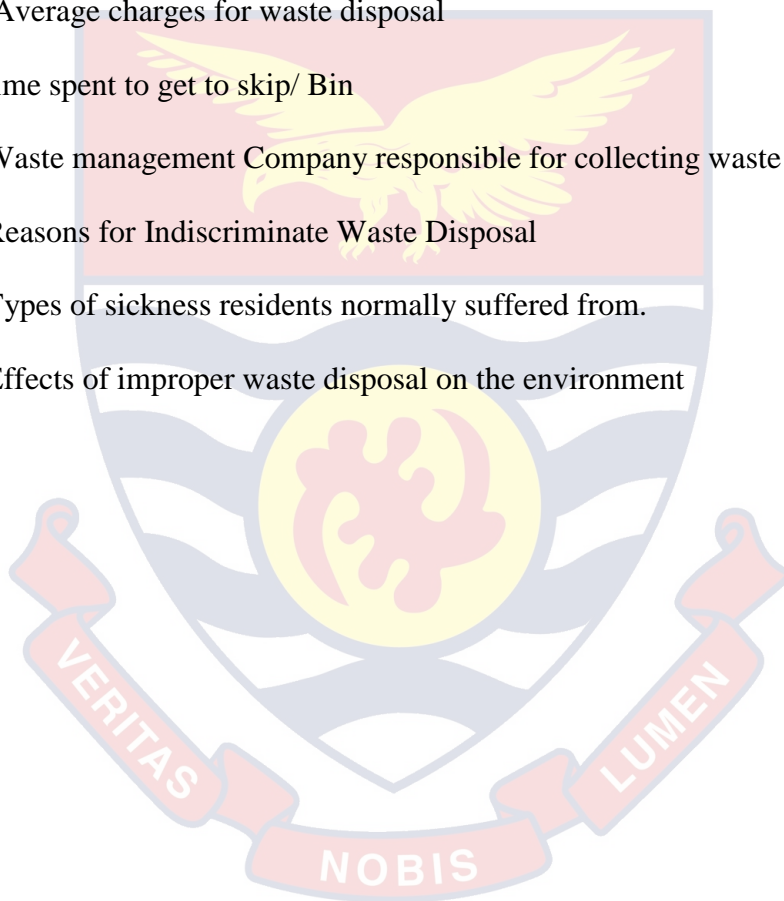 Average charges for waste disposal
ime spent to get to skip/ Bin
Waste management Company responsible for collecting waste
Reasons for Indiscriminate Waste Disposal
Types of sickness residents normally suffered from.
Effects of improper waste disposal on the environment
VERITAS
NOBIS
LUMEN